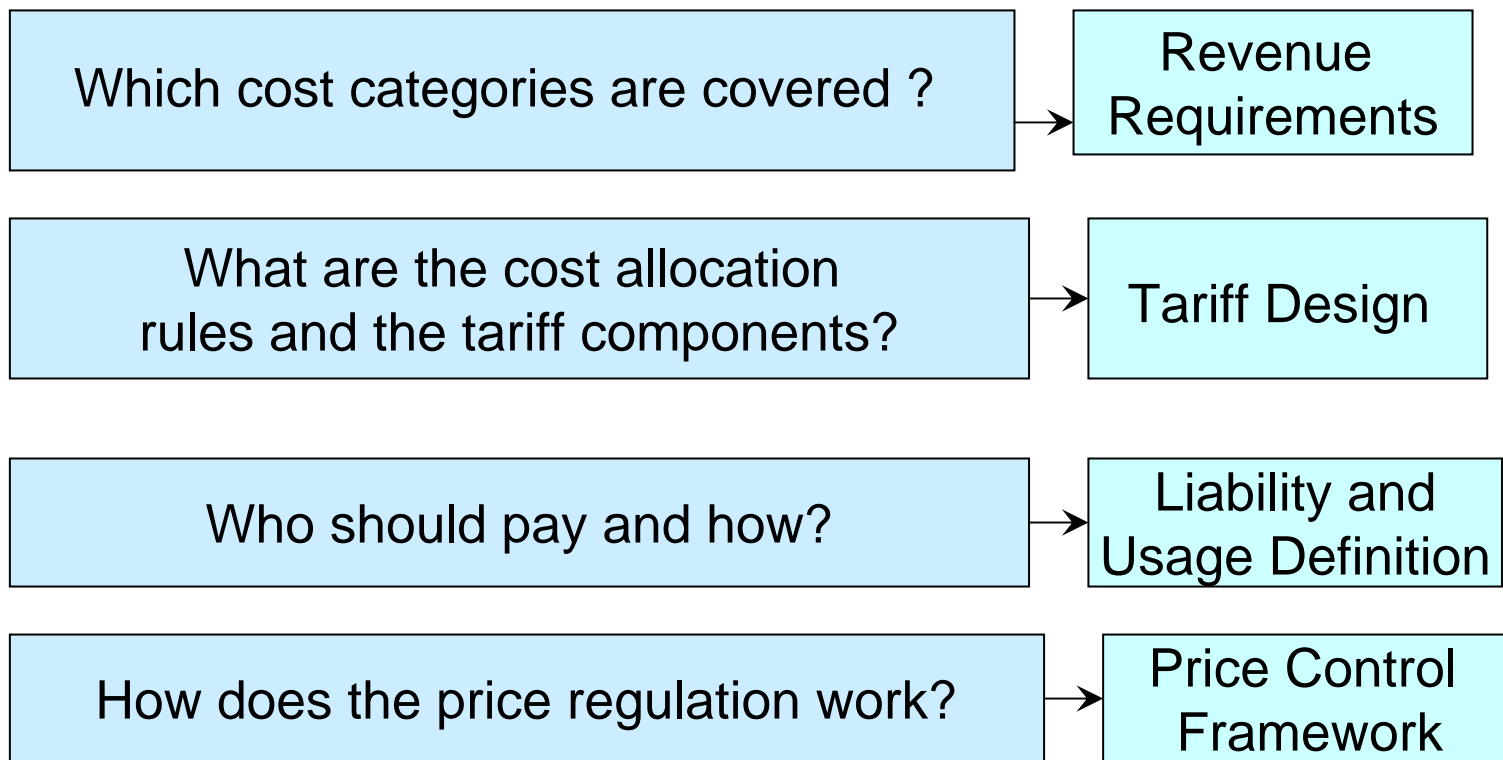 Which cost categories are covered ?
Revenue
Requirements
What are the cost allocation
rules and the tariff components?
Tariff Design
Who should pay and how?
Liability and
Usage Definition
How does the price regulation work?
Price Control
Framework